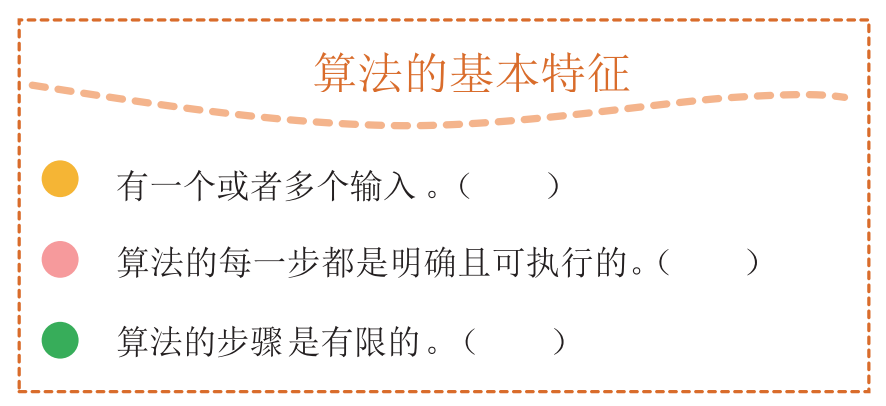 算法的基本特征
有一个或者多个输入。(　　)
算法的每一步都是明确且可执行的。(　　)
算法的步骤是有限的。(　　)